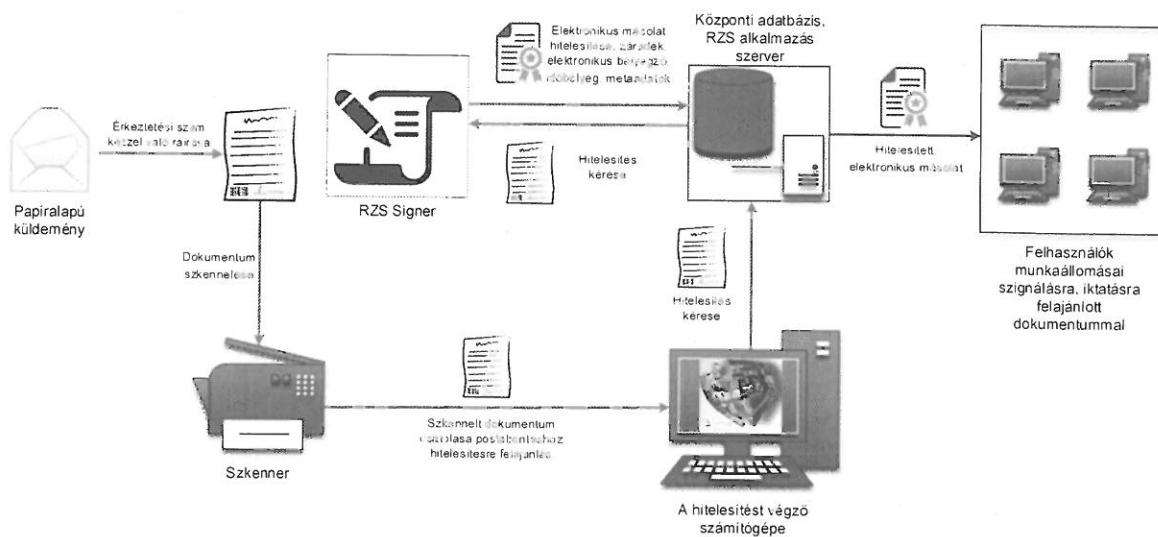 Papíralapú
küldemény
Érkeztetési szám
kézzel való ráírása
Dokumentum
szkennelése
Szkenner
Szkennelt dokumentum
csatolása postabontáshoz
hitelesítésre felajánlás
A hitelesítést végző
számítógépe
Hitelesítés
kérése
Központi adatbázis,
RZS alkalmazás
szerver
Hitelesítés
kérése
RZS Signer
Elektronikus másolat
hitelesítése, záradék,
elektronikus bélyegző,
időbélyeg, metaadatok
Hitelesített
elektronikus másolat
Felhasználók
munkaállomásai
szignálásra, iktatásra
felajánlott
dokumentummal